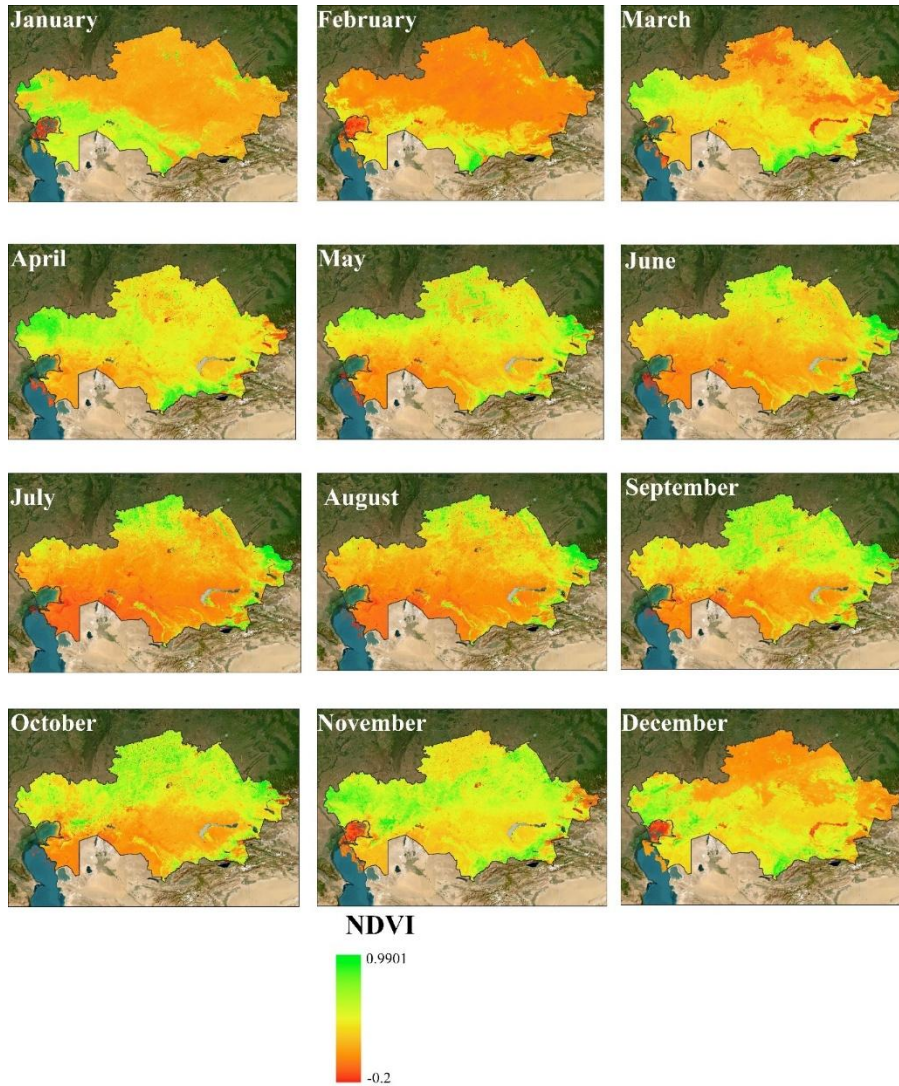 January
February
March
April
May
June
July
August
September
October
November
December
NDVI
0.9901
-0.2